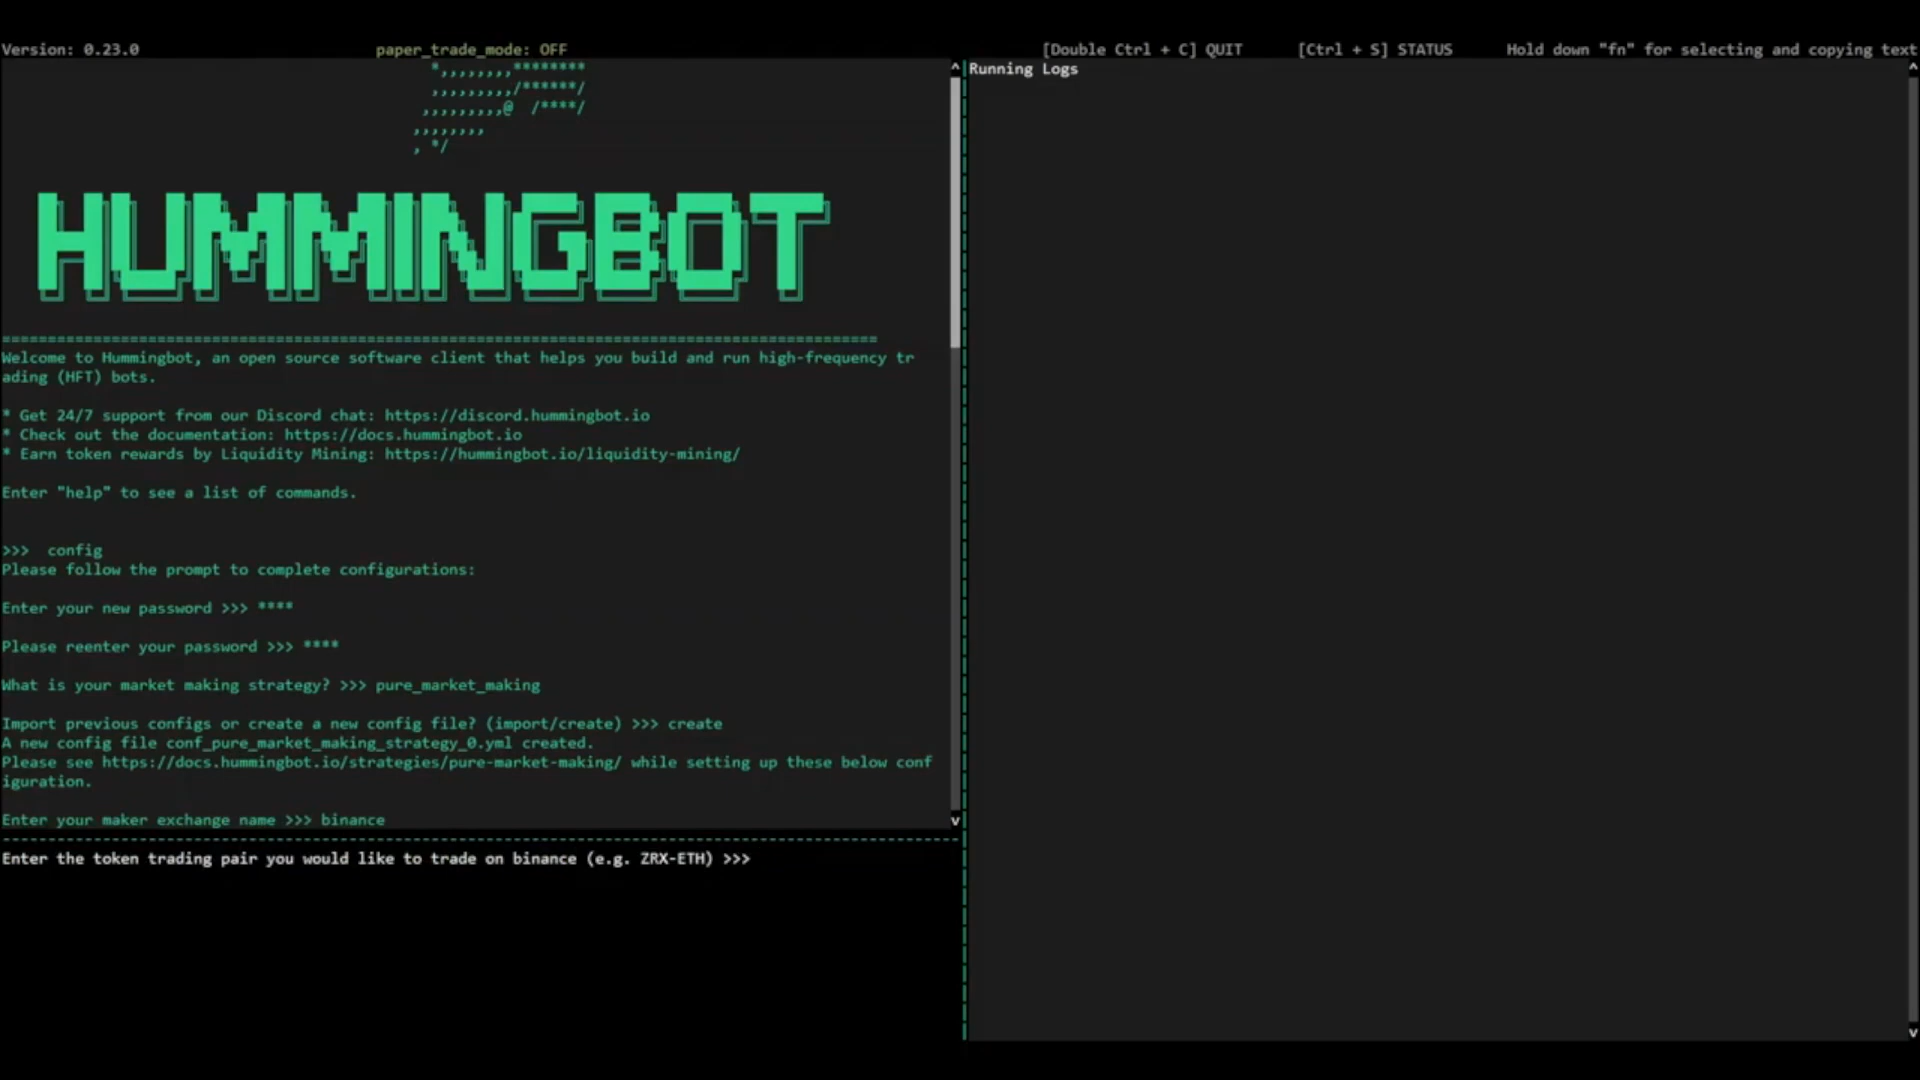 Version: 0.23.0 paper_trade_mode: OFF [Double Ctrl + C] QUIT [Ctrl + S] STATUS Hold down "fn" for selecting and copying text
Running Logs
*,,,,,,,,********
,,,,,,,,,/******/
,,,,,,,,,@  /****/
,,,,,,,,
, */
HUMMINGBOT
================================================================================================
Welcome to Hummingbot, an open source software client that helps you build and run high-frequency tr
ading (HFT) bots.
* Get 24/7 support from our Discord chat: https://discord.hummingbot.io
* Check out the documentation: https://docs.hummingbot.io
* Earn token rewards by Liquidity Mining: https://hummingbot.io/liquidity-mining/
Enter "help" to see a list of commands.
>>>  config
Please follow the prompt to complete configurations:
Enter your new password >>> ****
Please reenter your password >>> ****
What is your market making strategy? >>> pure_market_making
Import previous configs or create a new config file? (import/create) >>> create
A new config file conf_pure_market_making_strategy_0.yml created.
Please see https://docs.hummingbot.io/strategies/pure-market-making/ while setting up these below conf
iguration.
Enter your maker exchange name >>> binance
Enter the token trading pair you would like to trade on binance (e.g. ZRX-ETH) >>>